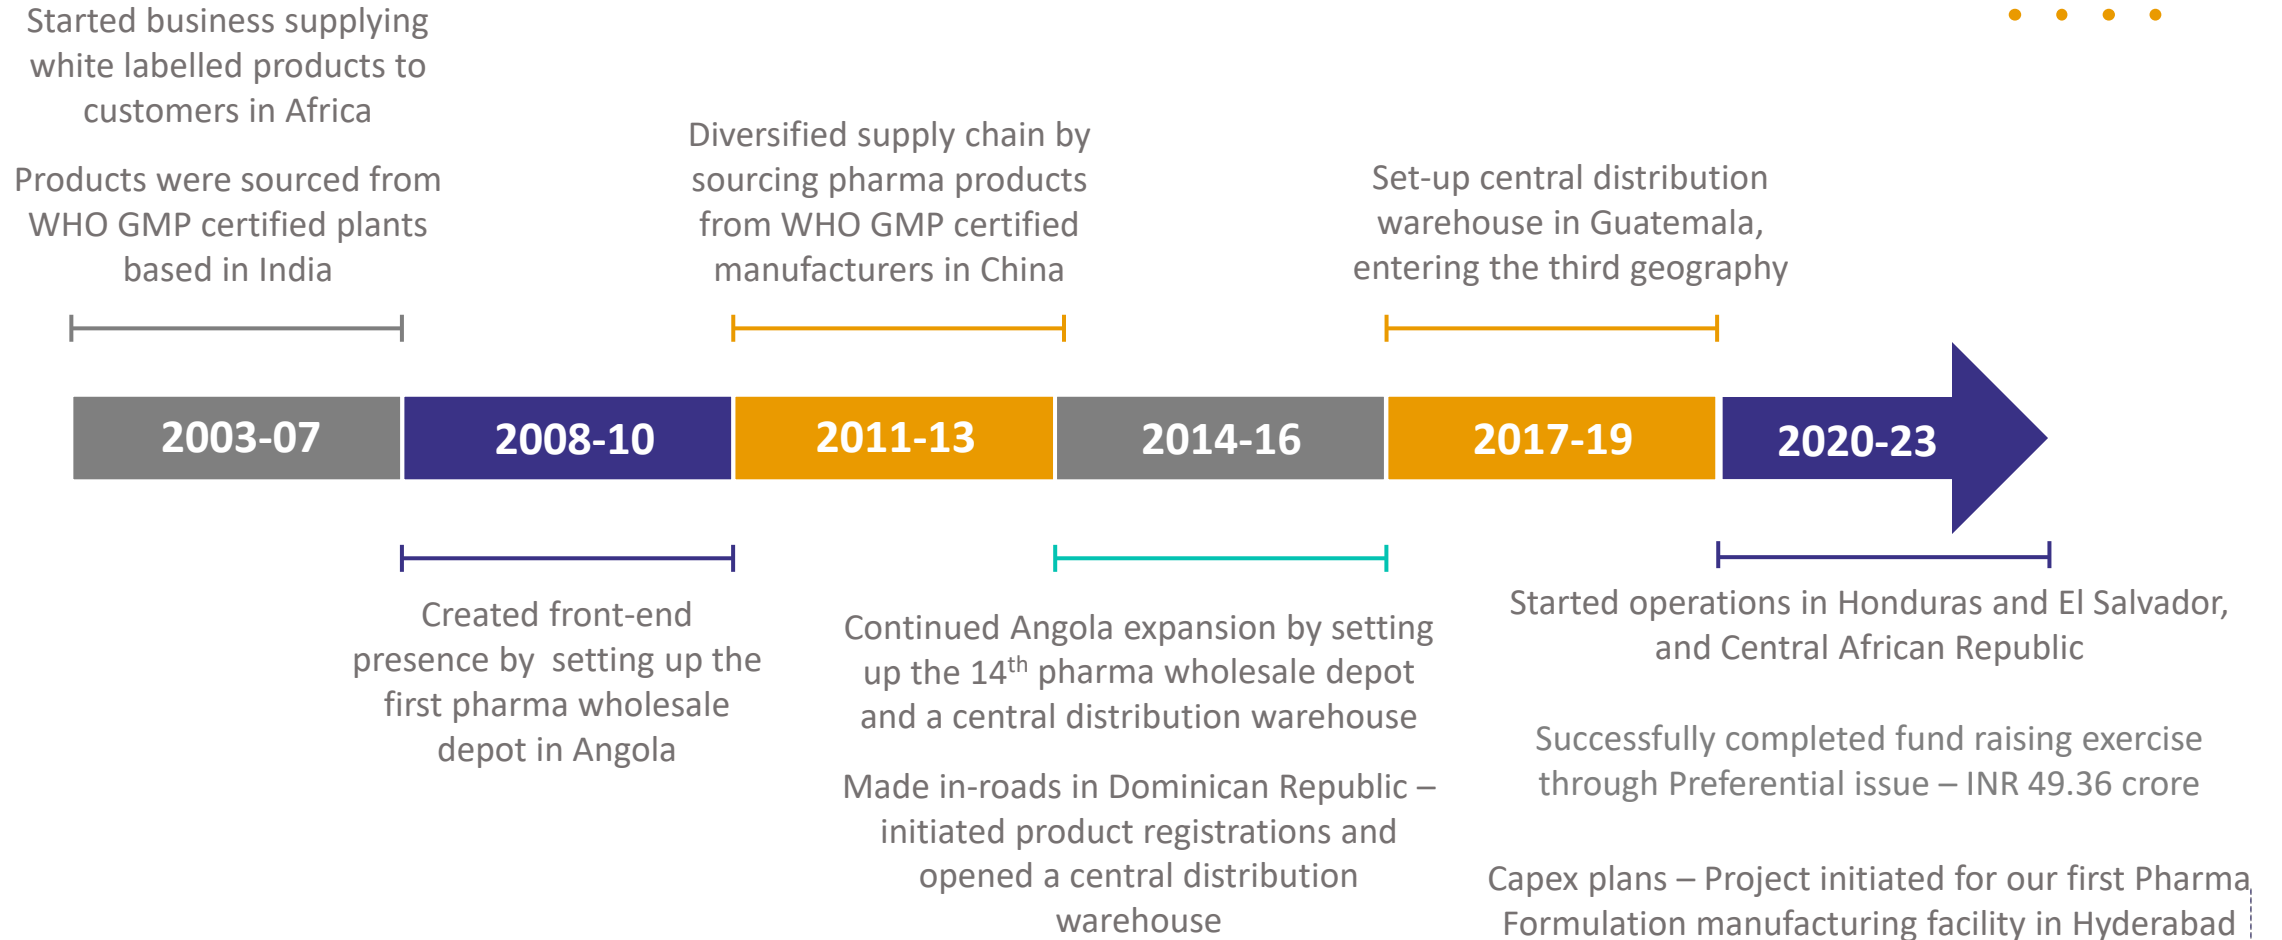 Started business supplying
white labelled products to
customers in Africa
Products were sourced from
WHO GMP certified plants
based in India
Diversified supply chain by
sourcing pharma products
from WHO GMP certified
manufacturers in China
Set-up central distribution
warehouse in Guatemala,
entering the third geography
2003-07
2008-10
2011-13
2014-16
2017-19
2020-23
Created front-end
presence by  setting up the
first pharma wholesale
depot in Angola
Continued Angola expansion by setting
up the 14th pharma wholesale depot
and a central distribution warehouse
Made in-roads in Dominican Republic –
initiated product registrations and
opened a central distribution
warehouse
Started operations in Honduras and El Salvador,
and Central African Republic
Successfully completed fund raising exercise
through Preferential issue – INR 49.36 crore
Capex plans – Project initiated for our first Pharma
Formulation manufacturing facility in Hyderabad